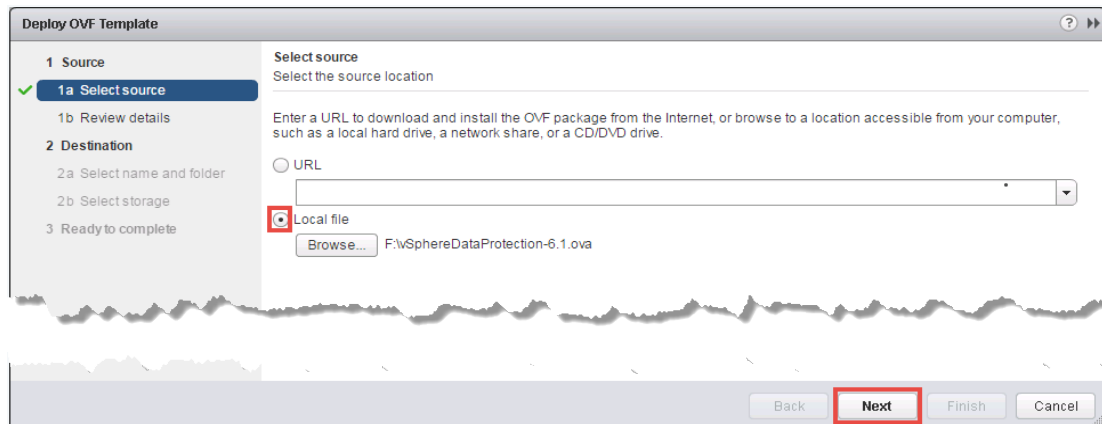 Deploy OVF Template
1 Source
1a Select source
1b Review details
2 Destination
2a Select name and folder
2b Select storage
3 Ready to complete
Select source
Select the source location
Enter a URL to download and install the OVF package from the Internet, or browse to a location accessible from your computer,
such as a local hard drive, a network share, or a CD/DVD drive.
URL
Local file
Browse... F:\vSphereDataProtection-6.1.ova
Back Next Finish Cancel